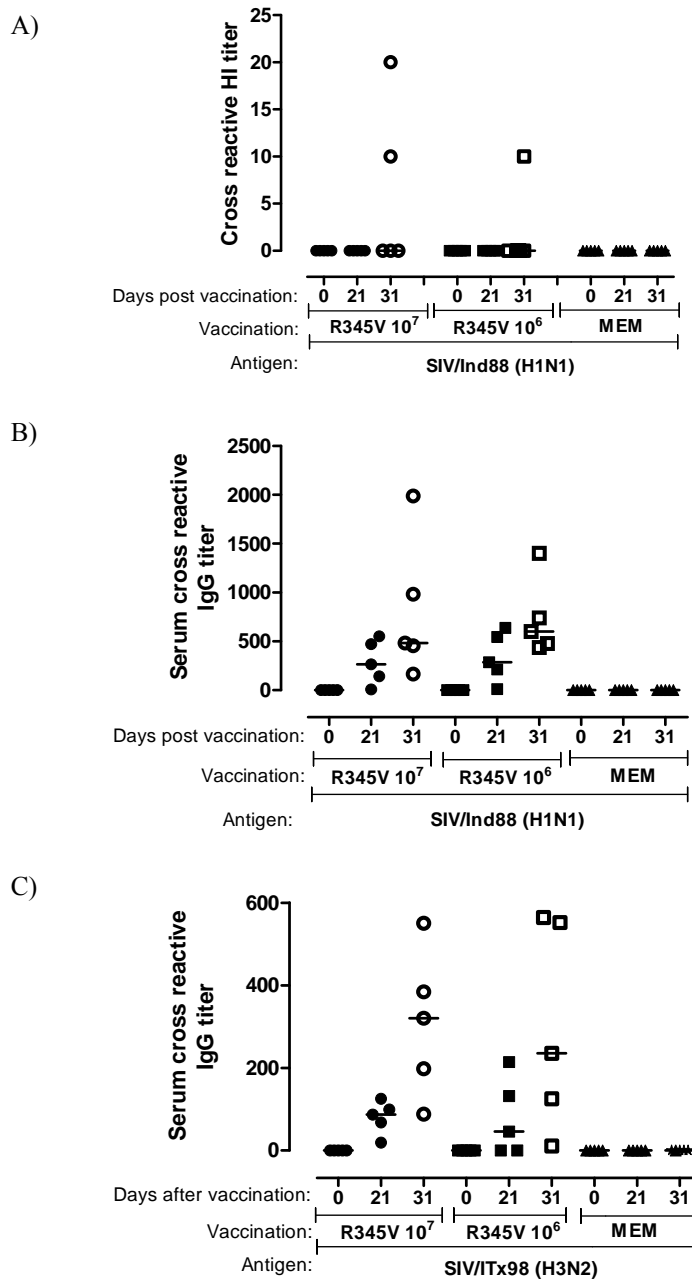 A)
Cross reactive HI titer
25
20
15
10
5
0
Days post vaccination: 0 21 31 0 21 31 0 21 31
Vaccination: R345V 10⁷ R345V 10⁶ MEM
Antigen: SIV/Ind88 (H1N1)
B)
Serum cross reactive
IgG titer
2500
2000
1500
1000
500
0
Days post vaccination: 0 21 31 0 21 31 0 21 31
Vaccination: R345V 10⁷ R345V 10⁶ MEM
Antigen: SIV/Ind88 (H1N1)
C)
Serum cross reactive
IgG titer
600
400
200
0
Days after vaccination: 0 21 31 0 21 31 0 21 31
Vaccination: R345V 10⁷ R345V 10⁶ MEM
Antigen: SIV/ITx98 (H3N2)